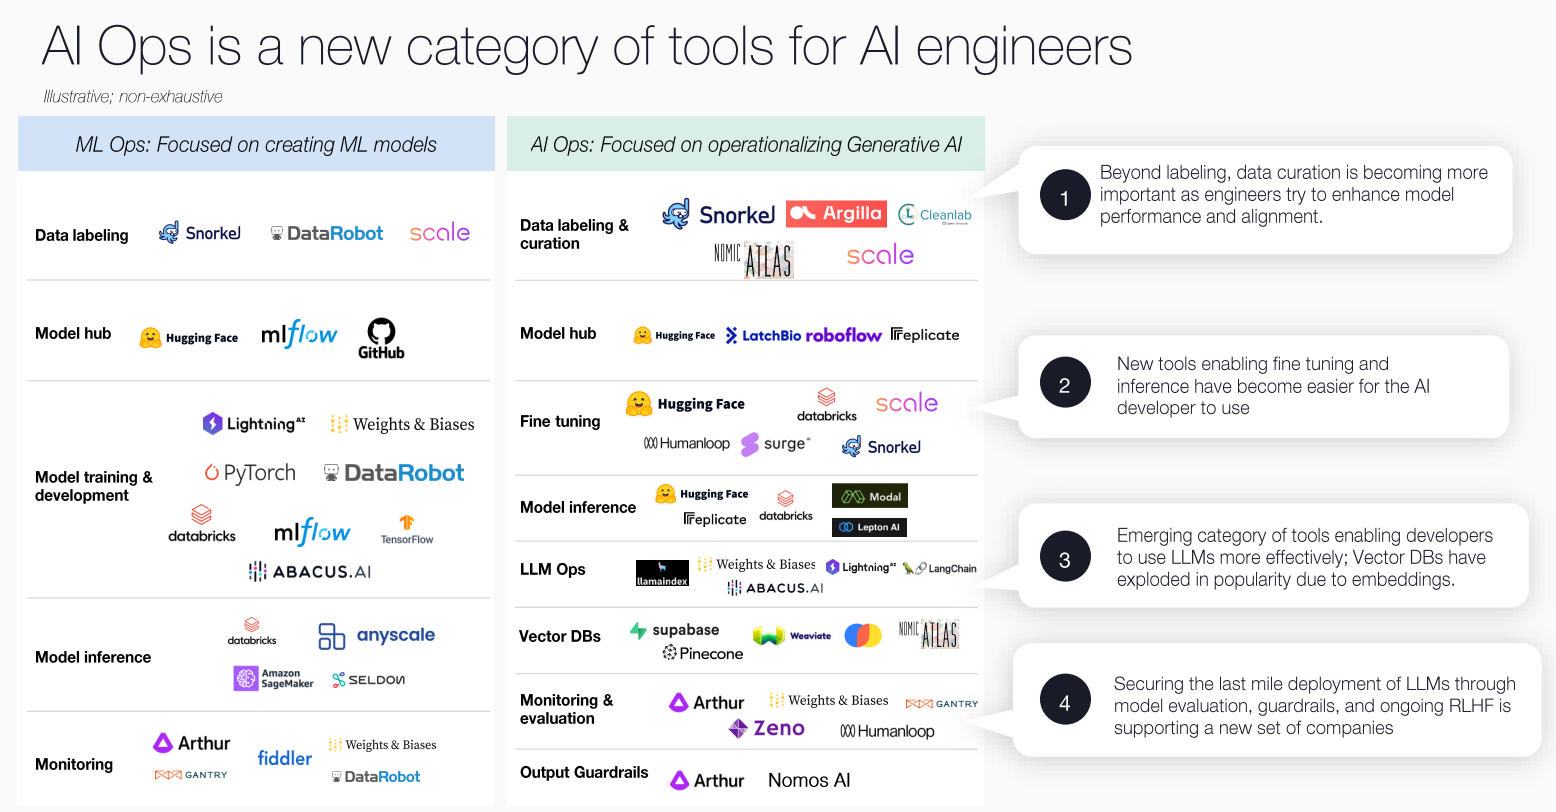 AI Ops is a new category of tools for AI engineers
Illustrative; non-exhaustive
ML Ops: Focused on creating ML models
Data labeling
Snorkel
DataRobot
scale
Model hub
Hugging Face
mlflow
GitHub
Model training &
development
Lightning AI
Weights & Biases
PyTorch
DataRobot
databricks
mlflow
TensorFlow
ABACUS.AI
Model inference
databricks
anyscale
Amazon
SageMaker
SELDON
Monitoring
Arthur
fiddler
Weights & Biases
GANTRY
DataRobot
AI Ops: Focused on operationalizing Generative AI
Data labeling &
curation
Snorkel
Argilla
Cleanlab
NOMIC
ATLAS
scale
Model hub
Hugging Face
LatchBio
roboflow
Replicate
Fine tuning
Hugging Face
databricks
scale
Humanloop
surge AI
Snorkel
Model inference
Hugging Face
databricks
Modal
Replicate
Lepton AI
LLM Ops
llamaindex
Weights & Biases
Lightning AI
LangChain
ABACUS.AI
Vector DBs
supabase
Weaviate
NOMIC
ATLAS
Pinecone
Monitoring &
evaluation
Arthur
Weights & Biases
GANTRY
Zeno
Humanloop
Output Guardrails
Arthur
Nomos AI
1
Beyond labeling, data curation is becoming more
important as engineers try to enhance model
performance and alignment.
2
New tools enabling fine tuning and
inference have become easier for the AI
developer to use
3
Emerging category of tools enabling developers
to use LLMs more effectively; Vector DBs have
exploded in popularity due to embeddings.
4
Securing the last mile deployment of LLMs through
model evaluation, guardrails, and ongoing RLHF is
supporting a new set of companies